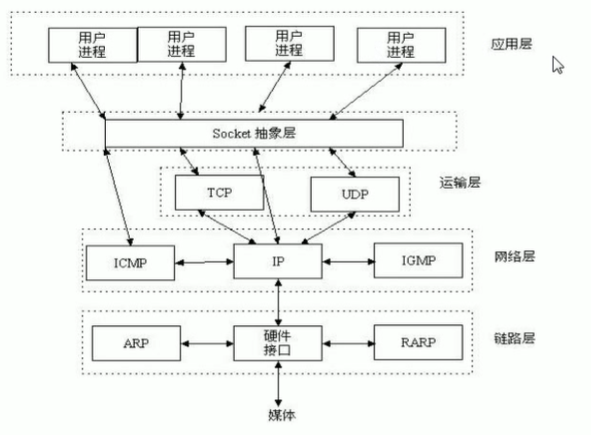 用户
进程
用户
进程
用户
进程
用户
进程
应用层
Socket 抽象层
TCP
UDP
运输层
ICMP
IP
IGMP
网络层
ARP
硬件
接口
RARP
链路层
媒体